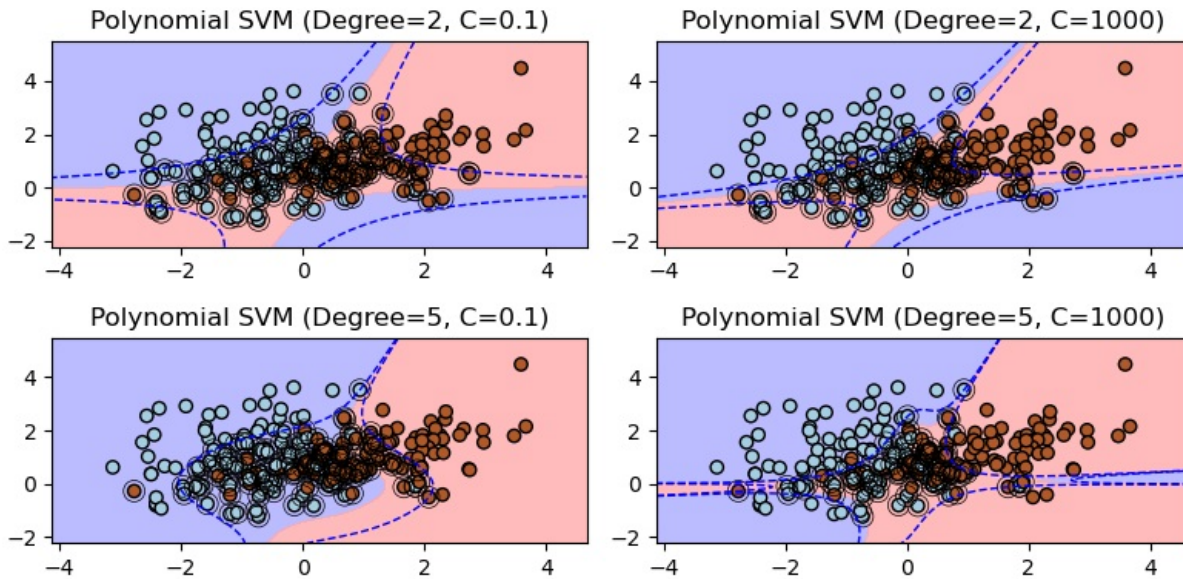 Polynomial SVM (Degree=2, C=0.1)
4
2
0
−2
−4 −2 0 2 4
Polynomial SVM (Degree=2, C=1000)
4
2
0
−2
−4 −2 0 2 4
Polynomial SVM (Degree=5, C=0.1)
4
2
0
−2
−4 −2 0 2 4
Polynomial SVM (Degree=5, C=1000)
4
2
0
−2
−4 −2 0 2 4